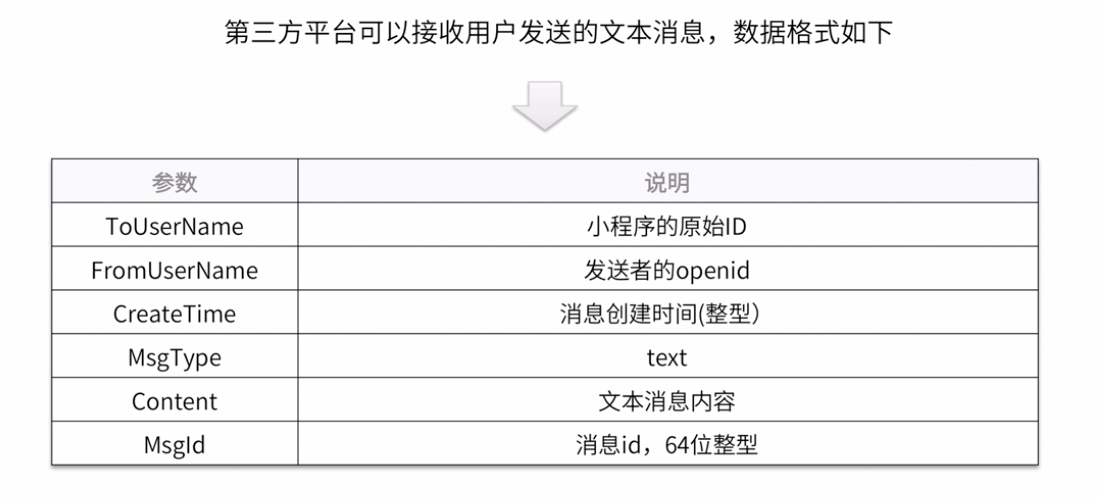 第三方平台可以接收用户发送的文本消息，数据格式如下
参数 说明
ToUserName 小程序的原始ID
FromUserName 发送者的openid
CreateTime 消息创建时间(整型）
MsgType text
Content 文本消息内容
MsgId 消息id，64位整型